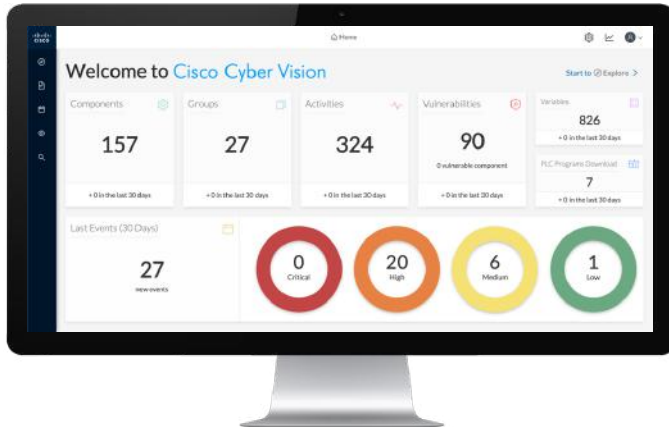 CISCO
Home
Welcome to Cisco Cyber Vision
Start to Explore >
Components
157
+ 0 in the last 30 days
Groups
27
+ 0 in the last 30 days
Activities
324
+ 0 in the last 30 days
Vulnerabilities
90
0 vulnerable component
+ 0 in the last 30 days
Variables
826
+ 0 in the last 30 days
PLC Programs Download
7
+ 0 in the last 30 days
Last Events (30 Days)
27
new events
0
Critical
20
High
6
Medium
1
Low